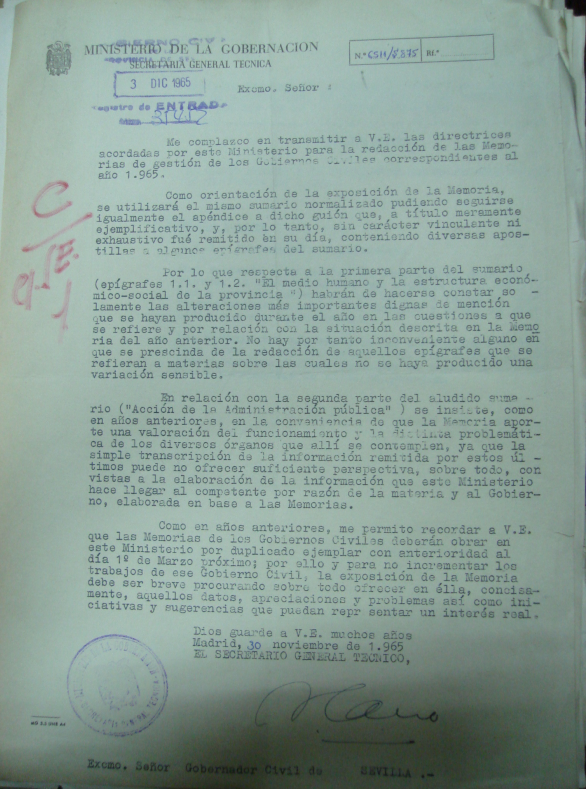 MINISTERIO DE LA GOBERNACION
SECRETARIA GENERAL TECNICA
N.º GSM/5.875 Rf.ª
3 DIC 1965
Registro de ENTRADA
Excmo. Señor :
Me complazco en transmitir a V.E. las directrices
acordadas por este Ministerio para la redacción de las Memo-
rias de gestión de los Gobiernos Civiles correspondientes al
año 1.965.
Como orientación de la exposición de la Memoria,
se utilizará el mismo sumario normalizado pudiendo seguirse
igualmente el apéndice a dicho guión que, a título meramente
ejemplificativo, y, por lo tanto, sin carácter vinculante ni
exhaustivo fué remitido en su día, conteniendo diversas apos-
tillas a algunos epígrafes del sumario.
Por lo que respecta a la primera parte del sumario
(epígrafes 1.1. y 1.2. "El medio humano y la estructura econó-
mico-social de la provincia ") habrán de hacerse constar so -
lamente las alteraciones más importantes dignas de mención
que se hayan producido durante el año en las cuestiones a que
se refiere y por relación con la situación descrita en la Memo
ria del año anterior. No hay por tanto inconveniente alguno en
que se prescinda de la redacción de aquellos epígrafes que se
refieran a materias sobre las cuales no se haya producido una
variación sensible.
En relación con la segunda parte del aludido suma -
rio ("Acción de la Administración pública" ) se insiste, como
en años anteriores, en la conveniencia de que la Memoria apor-
te una valoración del funcionamiento y la distinta problemáti-
ca de los diversos órganos que allí se contemplen, ya que la
simple transcripción de la información remitida por estos úl -
timos puede no ofrecer suficiente perspectiva, sobre todo, con
vistas a la elaboración de la información que este Ministerio
hace llegar al competente por razón de la materia y al Gobier-
no, elaborada en base a las Memorias.
Como en años anteriores, me permito recordar a V.E.
que las Memorias de los Gobiernos Civiles deberán obrar en
este Ministerio por duplicado ejemplar con anterioridad al
día 1º de Marzo próximo; por ello y para no incrementar los
trabajos de ese Gobierno Civil, la exposición de la Memoria
debe ser breve procurando sobre todo ofrecer en élla, concisa-
mente, aquellos datos, apreciaciones y problemas así como ini-
ciativas y sugerencias que puedan repr sentar un interés real.
Dios guarde a V.E. muchos años
Madrid, 30 noviembre de 1.965
EL SECRETARIO GENERAL TECNICO,
Excmo. Señor Gobernador Civil de SEVILLA .-